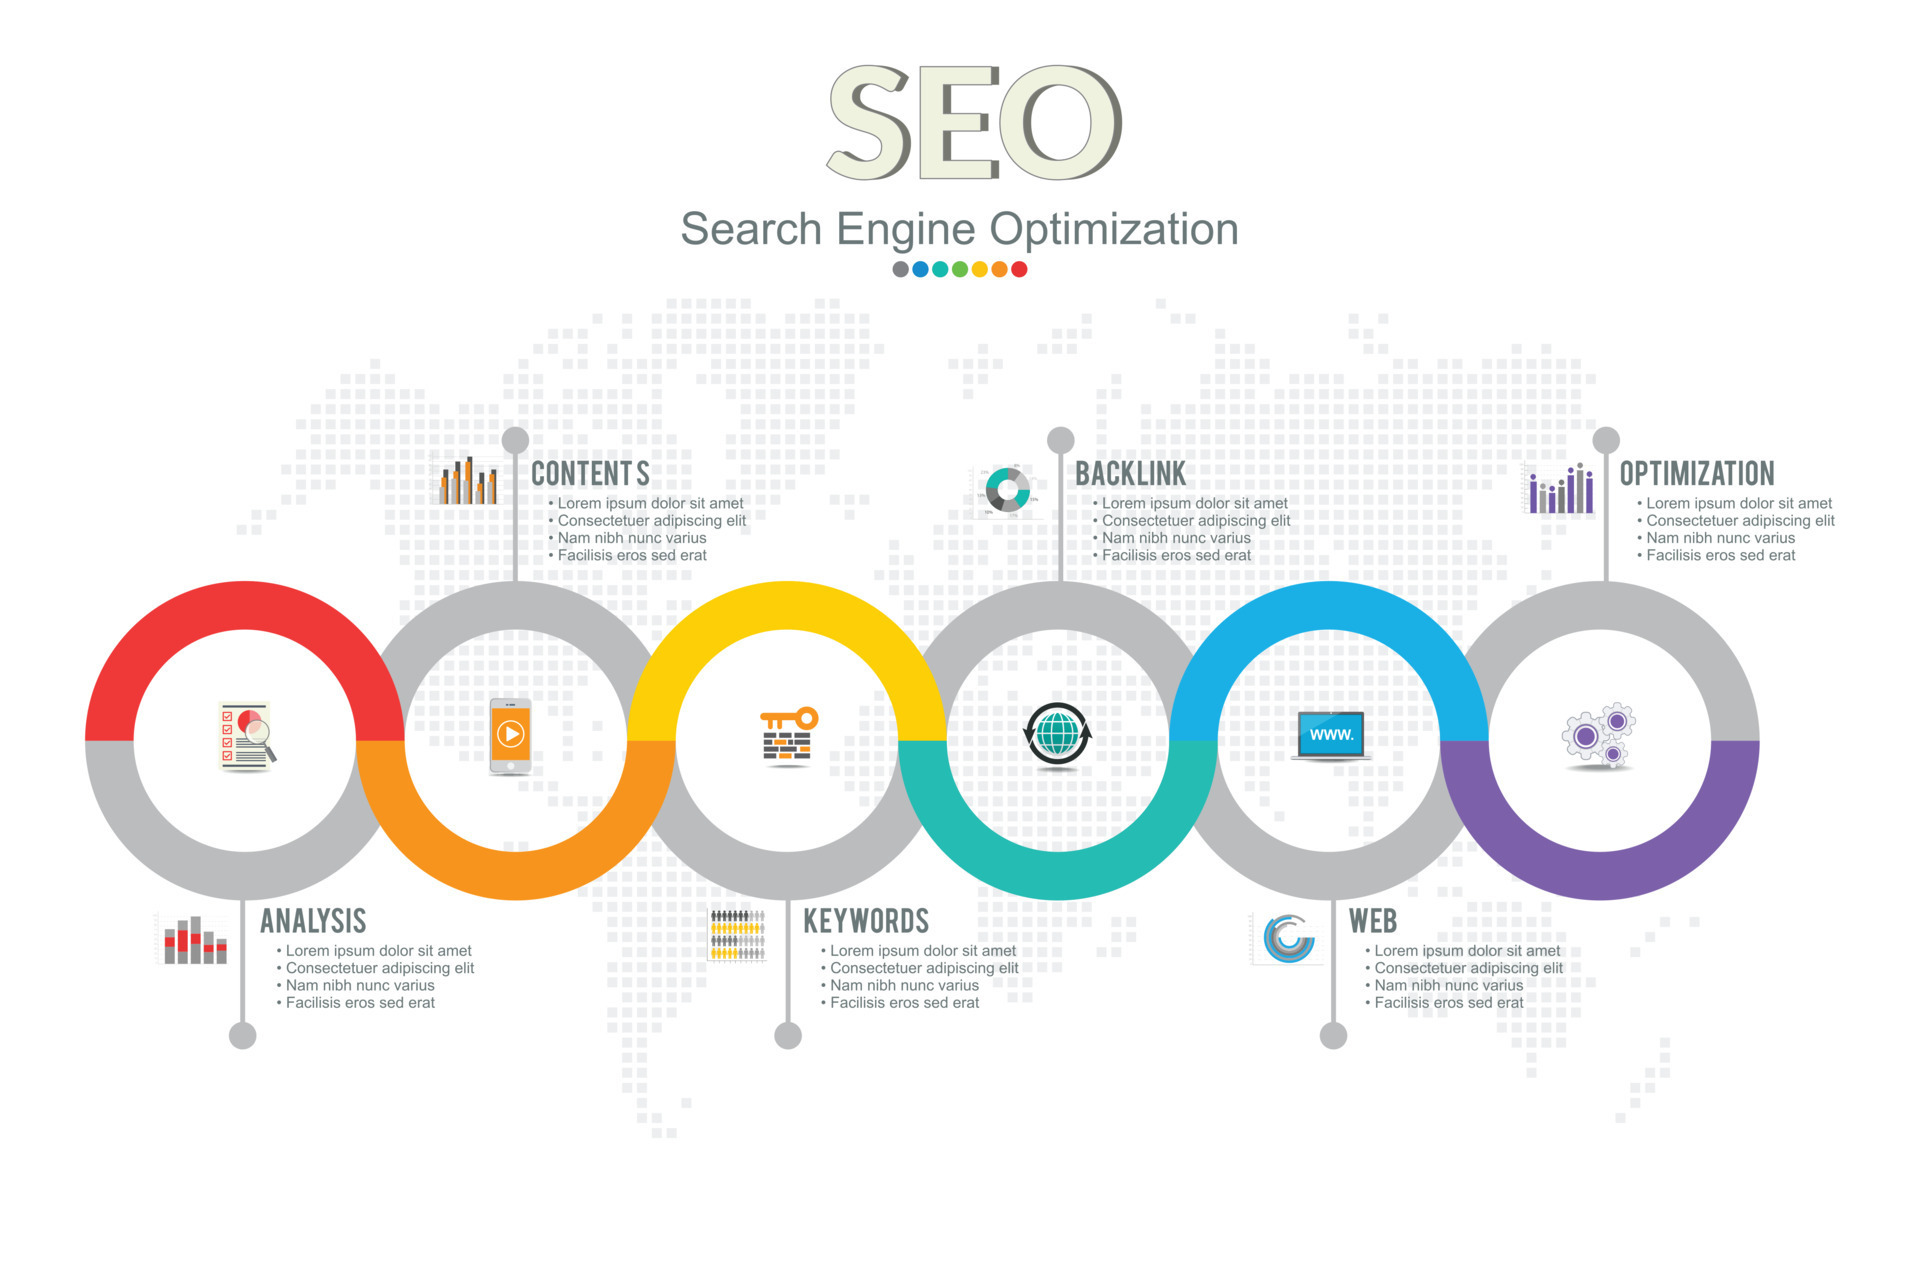 SEO
Search Engine Optimization
CONTENTS
• Lorem ipsum dolor sit amet
• Consectetuer adipiscing elit
• Nam nibh nunc varius
• Facilisis eros sed erat
BACKLINK
• Lorem ipsum dolor sit amet
• Consectetuer adipiscing elit
• Nam nibh nunc varius
• Facilisis eros sed erat
OPTIMIZATION
• Lorem ipsum dolor sit amet
• Consectetuer adipiscing elit
• Nam nibh nunc varius
• Facilisis eros sed erat
www.
ANALYSIS
• Lorem ipsum dolor sit amet
• Consectetuer adipiscing elit
• Nam nibh nunc varius
• Facilisis eros sed erat
KEYWORDS
• Lorem ipsum dolor sit amet
• Consectetuer adipiscing elit
• Nam nibh nunc varius
• Facilisis eros sed erat
WEB
• Lorem ipsum dolor sit amet
• Consectetuer adipiscing elit
• Nam nibh nunc varius
• Facilisis eros sed erat